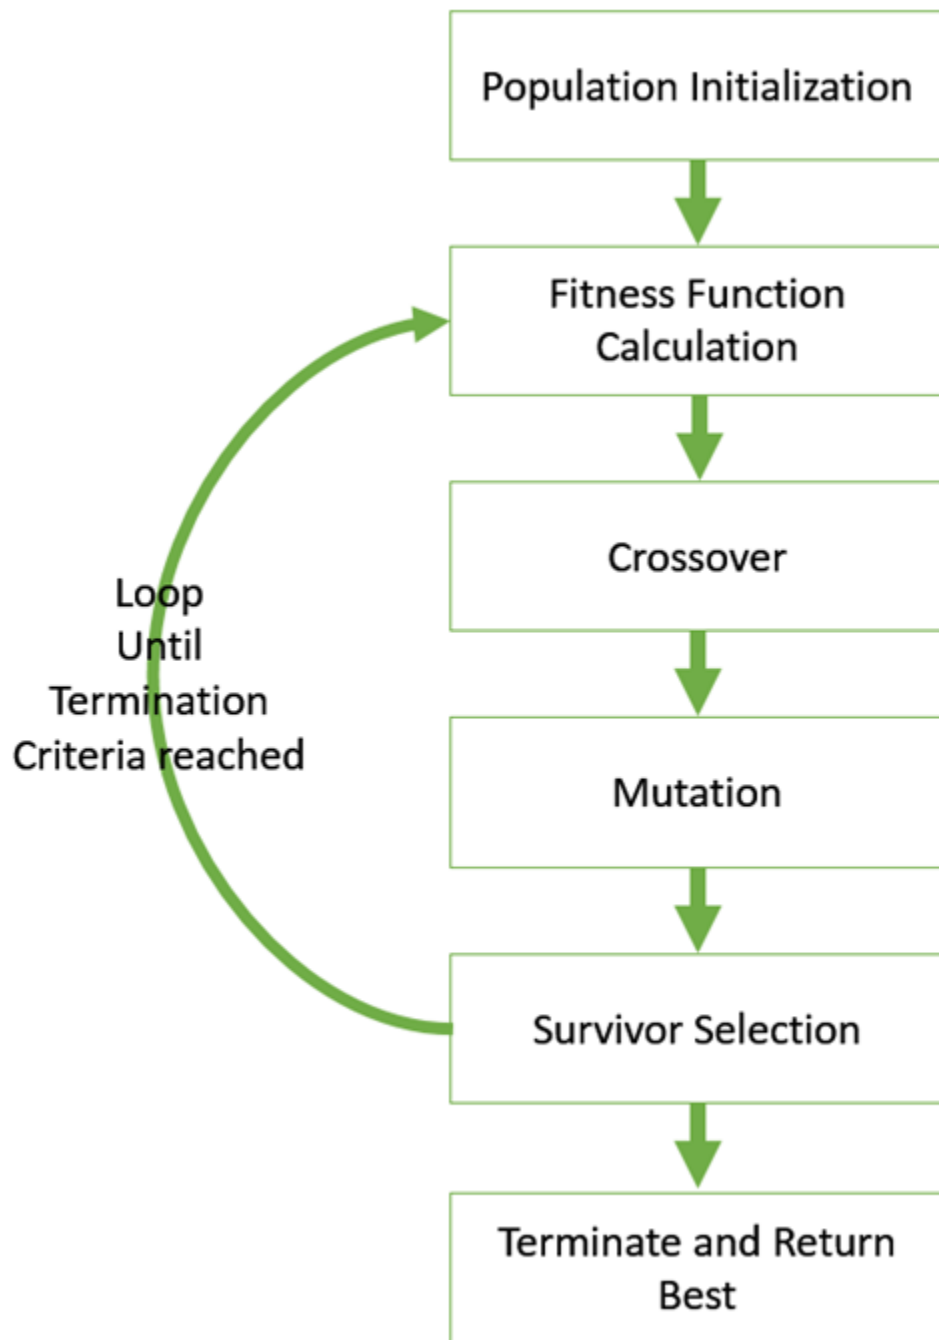 Population Initialization
Fitness Function
Calculation
Crossover
Loop
Until
Termination
Criteria reached
Mutation
Survivor Selection
Terminate and Return
Best